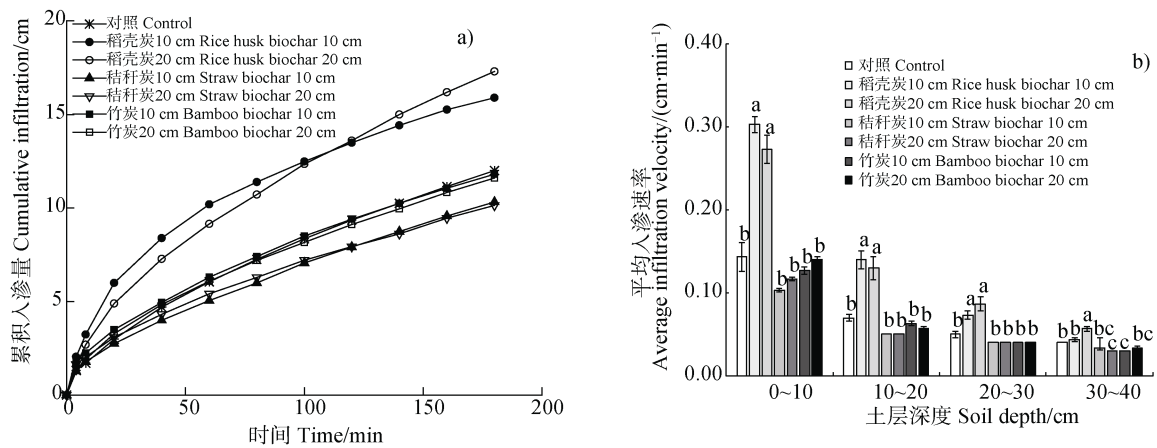 对照 Control
稻壳炭10 cm Rice husk biochar 10 cm
稻壳炭20 cm Rice husk biochar 20 cm
秸秆炭10 cm Straw biochar 10 cm
秸秆炭20 cm Straw biochar 20 cm
竹炭10 cm Bamboo biochar 10 cm
竹炭20 cm Bamboo biochar 20 cm
a)
20
15
10
5
0
0
50
100
150
200
累积入渗量 Cumulative infiltration/cm
时间 Time/min
b)
对照 Control
稻壳炭10 cm Rice husk biochar 10 cm
稻壳炭20 cm Rice husk biochar 20 cm
秸秆炭10 cm Straw biochar 10 cm
秸秆炭20 cm Straw biochar 20 cm
竹炭10 cm Bamboo biochar 10 cm
竹炭20 cm Bamboo biochar 20 cm
0.40
0.30
0.20
0.10
0.00
平均入渗速率
Average infiltration velocity/(cm·min⁻¹)
b a a b b b b
b a a b b b b
b a a b b b b
b b a bc c c bc
0~10
10~20
20~30
30~40
土层深度 Soil depth/cm